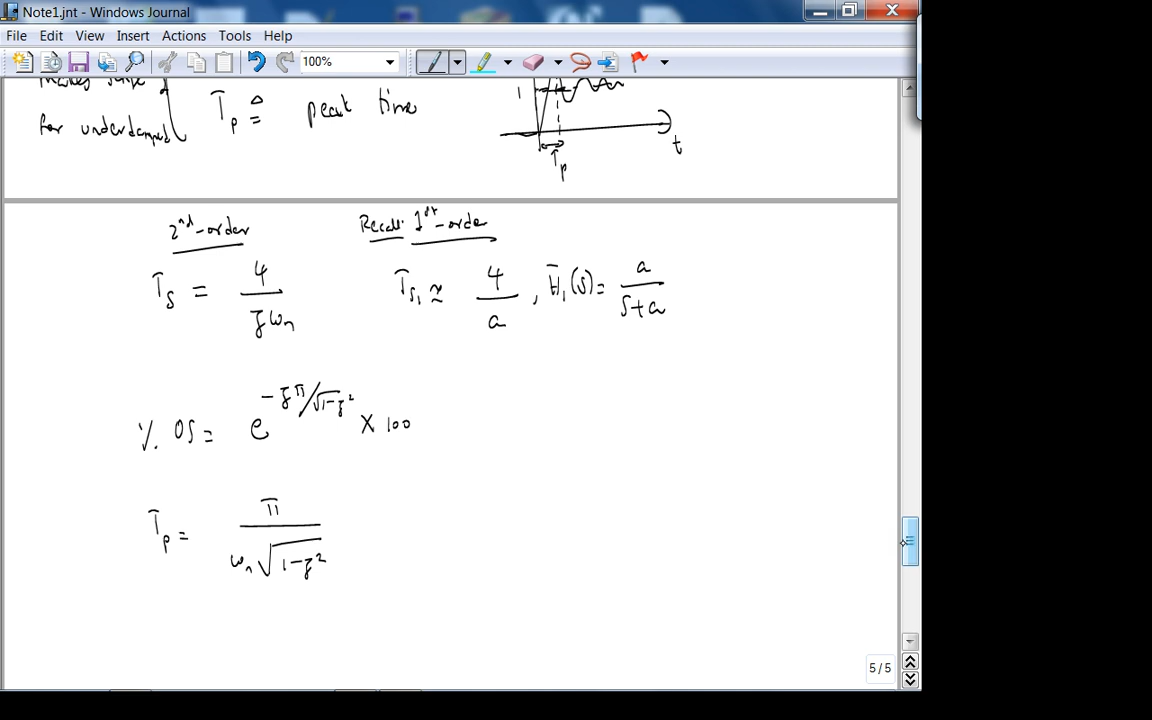 Note1.jnt - Windows Journal
File Edit View Insert Actions Tools Help
100%
for underdamped
Tp ≜ peak time
1
t
Tp
2nd-order
Recall: 1st-order
Ts = 4/ζωn
Ts1 ≈ 4/a , H1(s) = a/(s+a)
% OS = e^(-ζπ/√(1-ζ²)) × 100
Tp = π/(ωn√(1-ζ²))
5 / 5